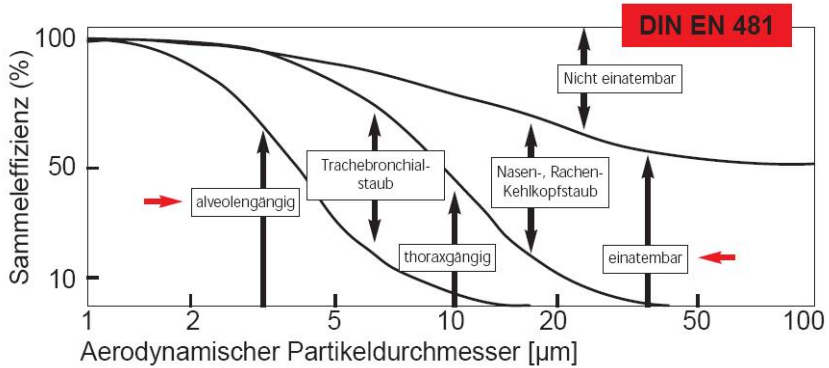 DIN EN 481
Sammeleffizienz (%)
100
50
10
Nicht einatembar
Trachebronchial-
staub
Nasen-, Rachen-
Kehlkopfstaub
alveolengängig
thoraxgängig
einatembar
1 2 5 10 20 50 100
Aerodynamischer Partikeldurchmesser [µm]